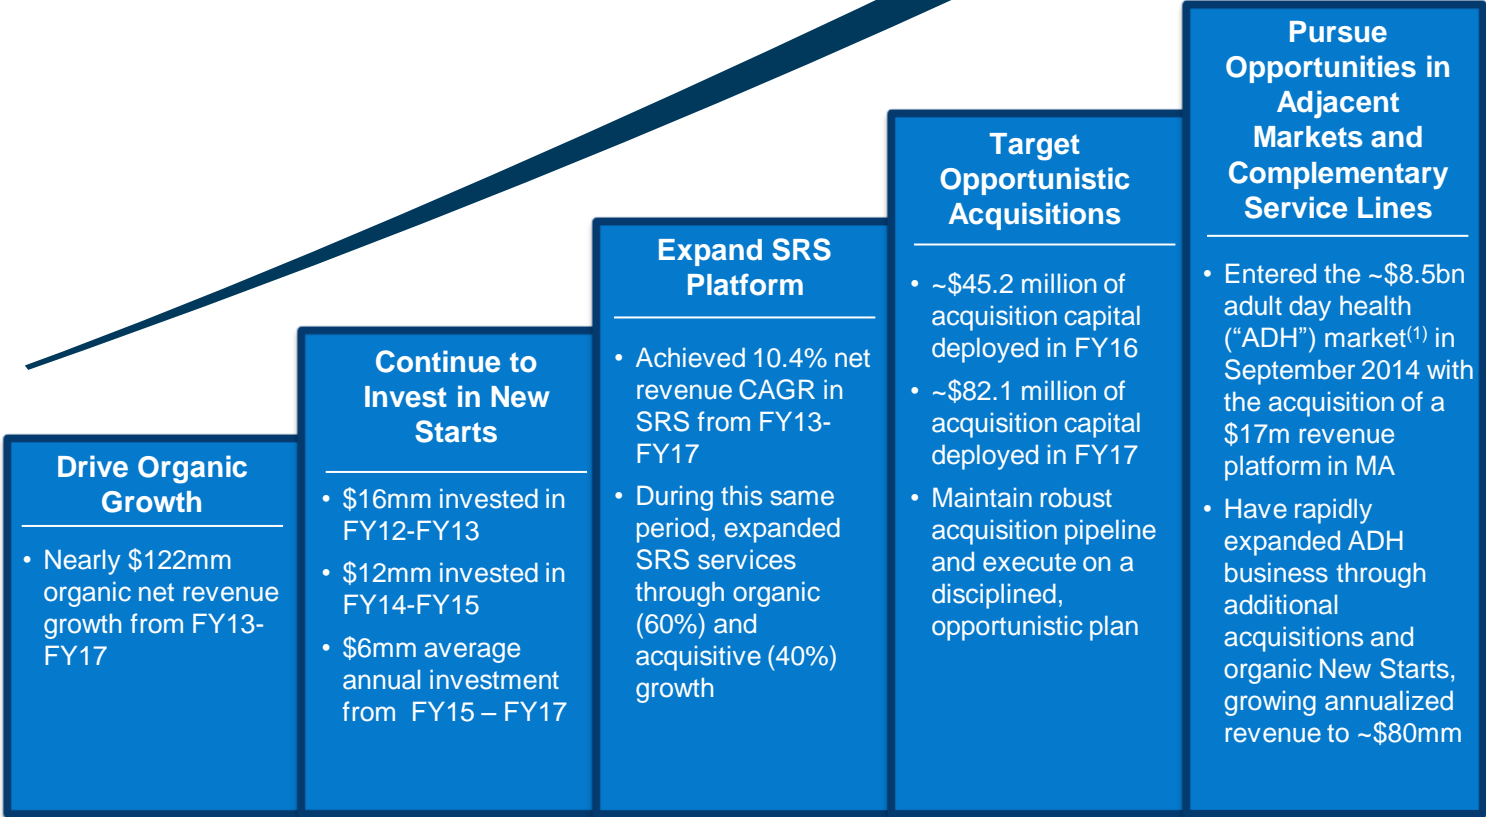 Drive Organic
Growth
• Nearly $122mm
organic net revenue
growth from FY13-
FY17
Continue to
Invest in New
Starts
• $16mm invested in
FY12-FY13
• $12mm invested in
FY14-FY15
• $6mm average
annual investment
from FY15 – FY17
Expand SRS
Platform
• Achieved 10.4% net
revenue CAGR in
SRS from FY13-
FY17
• During this same
period, expanded
SRS services
through organic
(60%) and
acquisitive (40%)
growth
Target
Opportunistic
Acquisitions
• ~$45.2 million of
acquisition capital
deployed in FY16
• ~$82.1 million of
acquisition capital
deployed in FY17
• Maintain robust
acquisition pipeline
and execute on a
disciplined,
opportunistic plan
Pursue
Opportunities in
Adjacent
Markets and
Complementary
Service Lines
• Entered the ~$8.5bn
adult day health
(“ADH”) market(1) in
September 2014 with
the acquisition of a
$17m revenue
platform in MA
• Have rapidly
expanded ADH
business through
additional
acquisitions and
organic New Starts,
growing annualized
revenue to ~$80mm